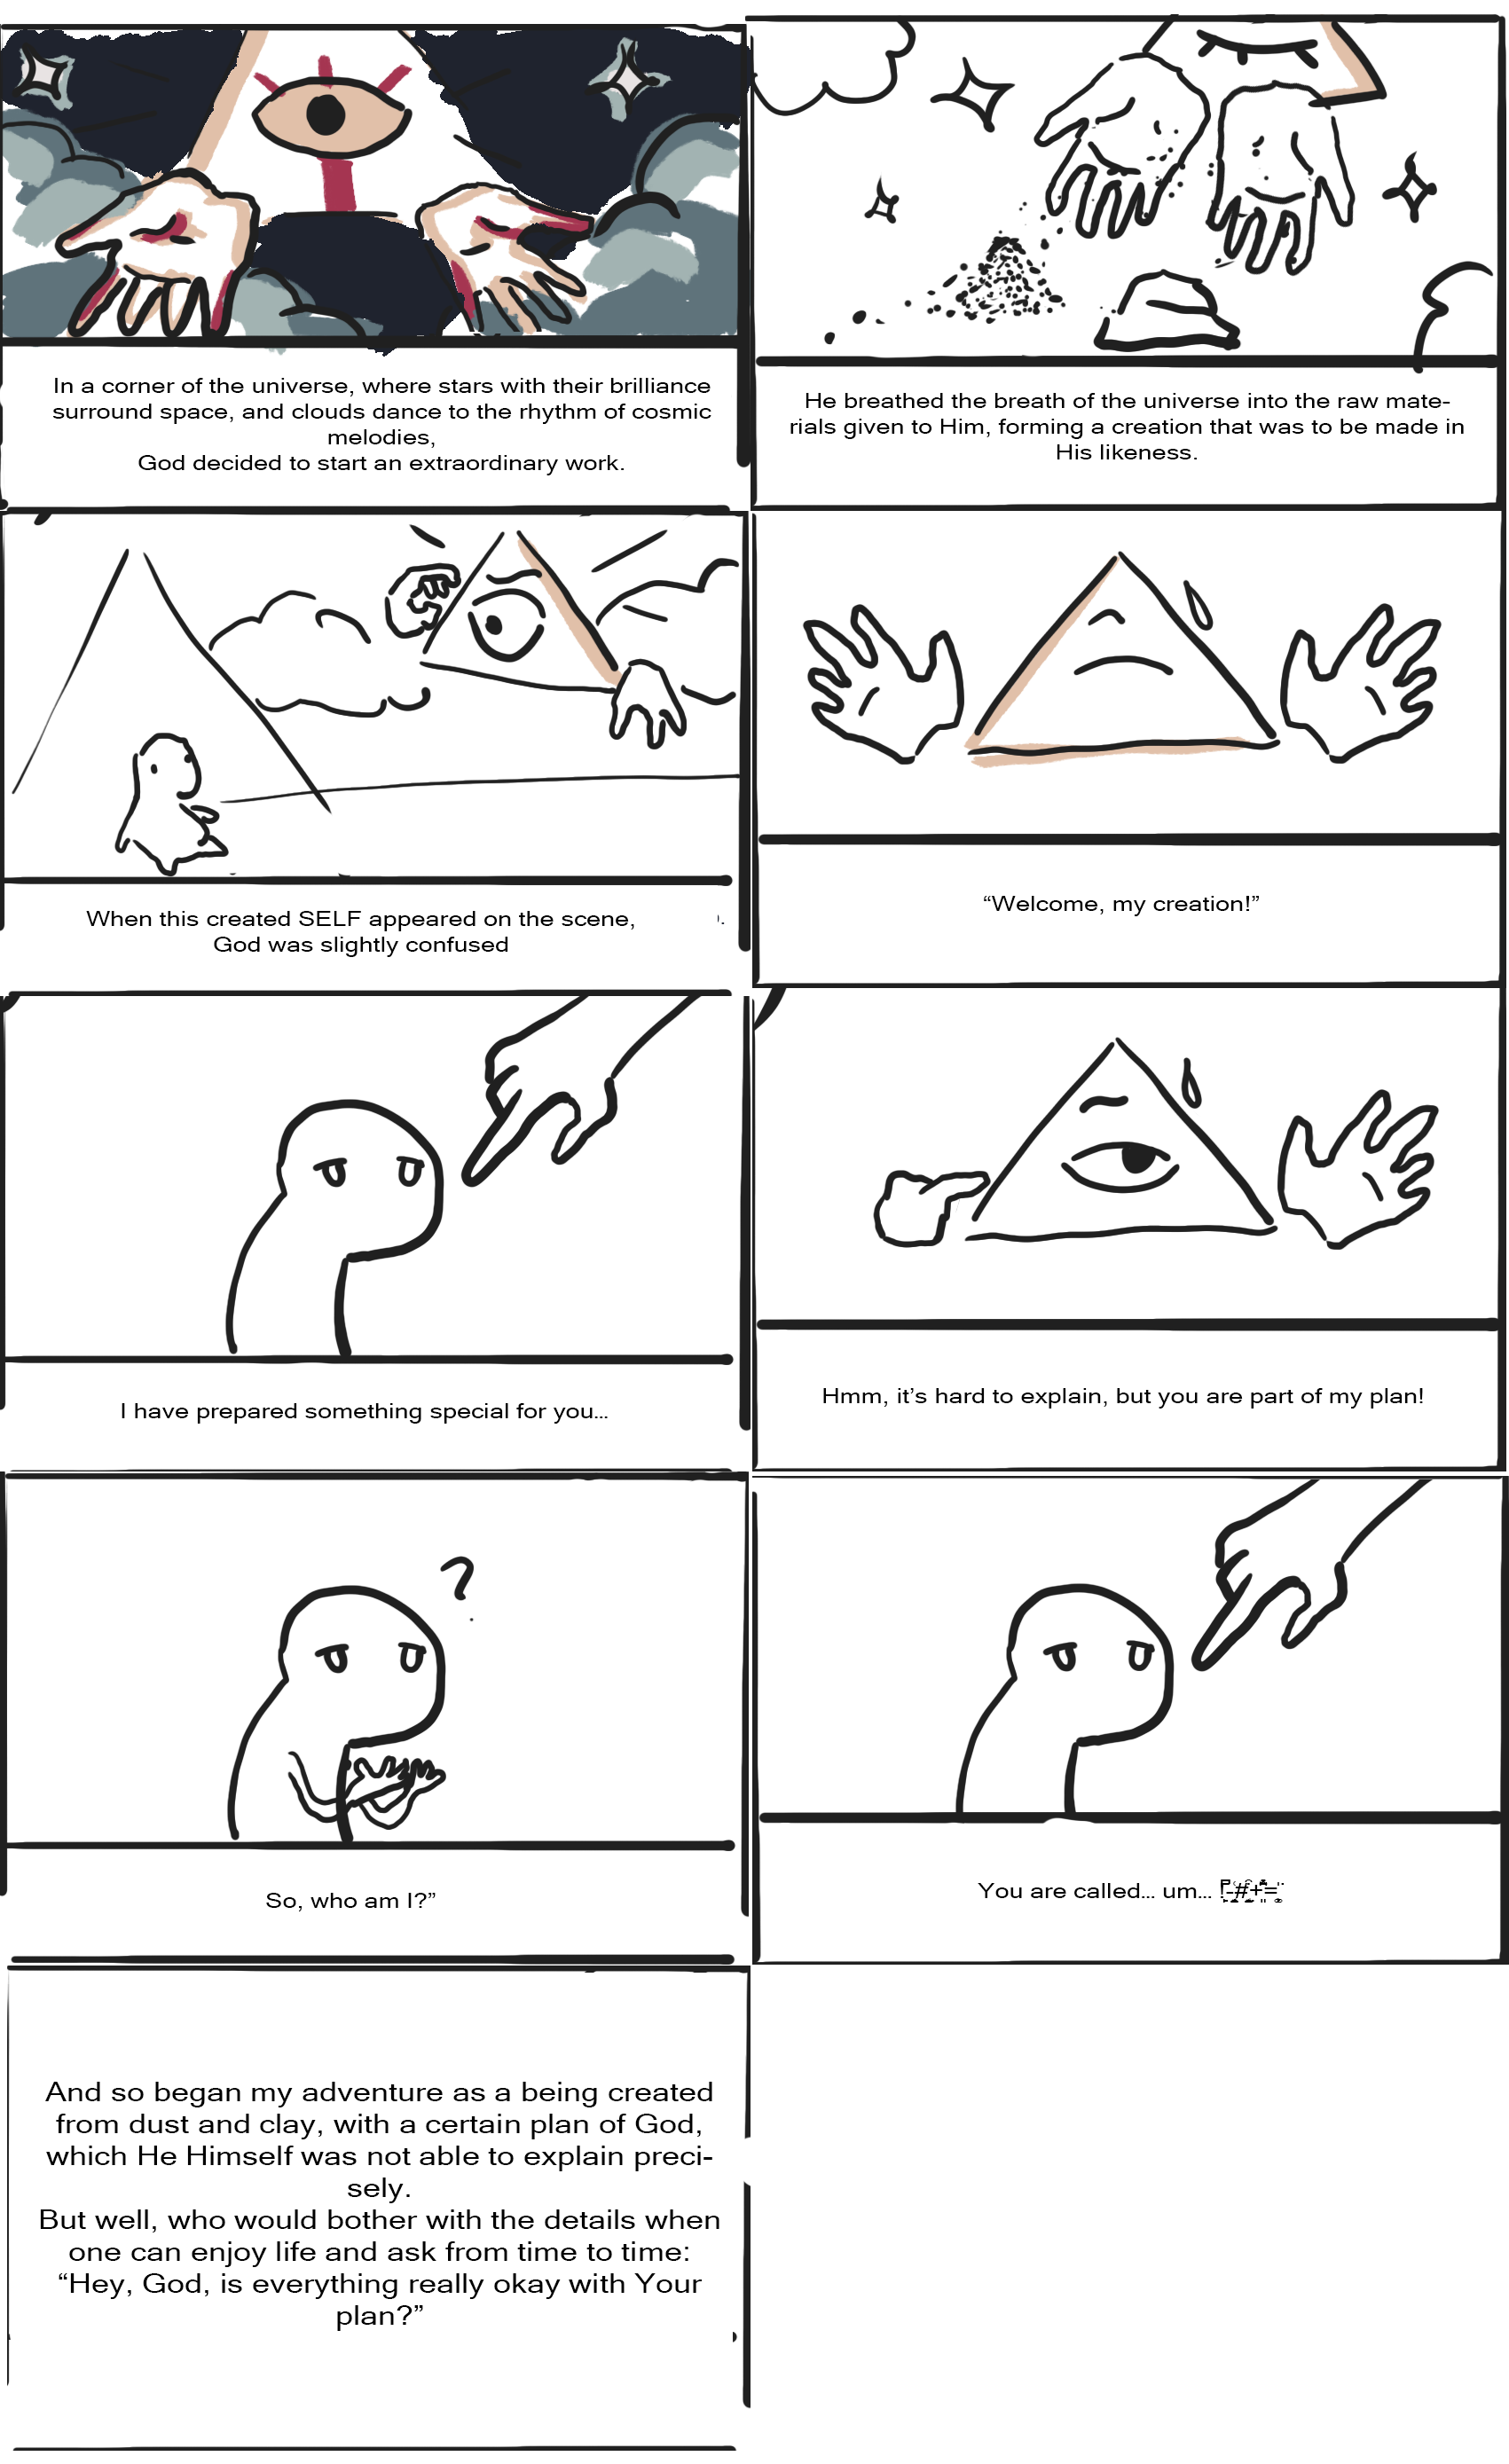 In a corner of the universe, where stars with their brilliance
surround space, and clouds dance to the rhythm of cosmic
melodies,
God decided to start an extraordinary work.
He breathed the breath of the universe into the raw mate-
rials given to Him, forming a creation that was to be made in
His likeness.
When this created SELF appeared on the scene,
God was slightly confused
“Welcome, my creation!”
I have prepared something special for you...
Hmm, it’s hard to explain, but you are part of my plan!
?
So, who am I?”
You are called... um... !-#+=
And so began my adventure as a being created
from dust and clay, with a certain plan of God,
which He Himself was not able to explain preci-
sely.
But well, who would bother with the details when
one can enjoy life and ask from time to time:
“Hey, God, is everything really okay with Your
plan?”